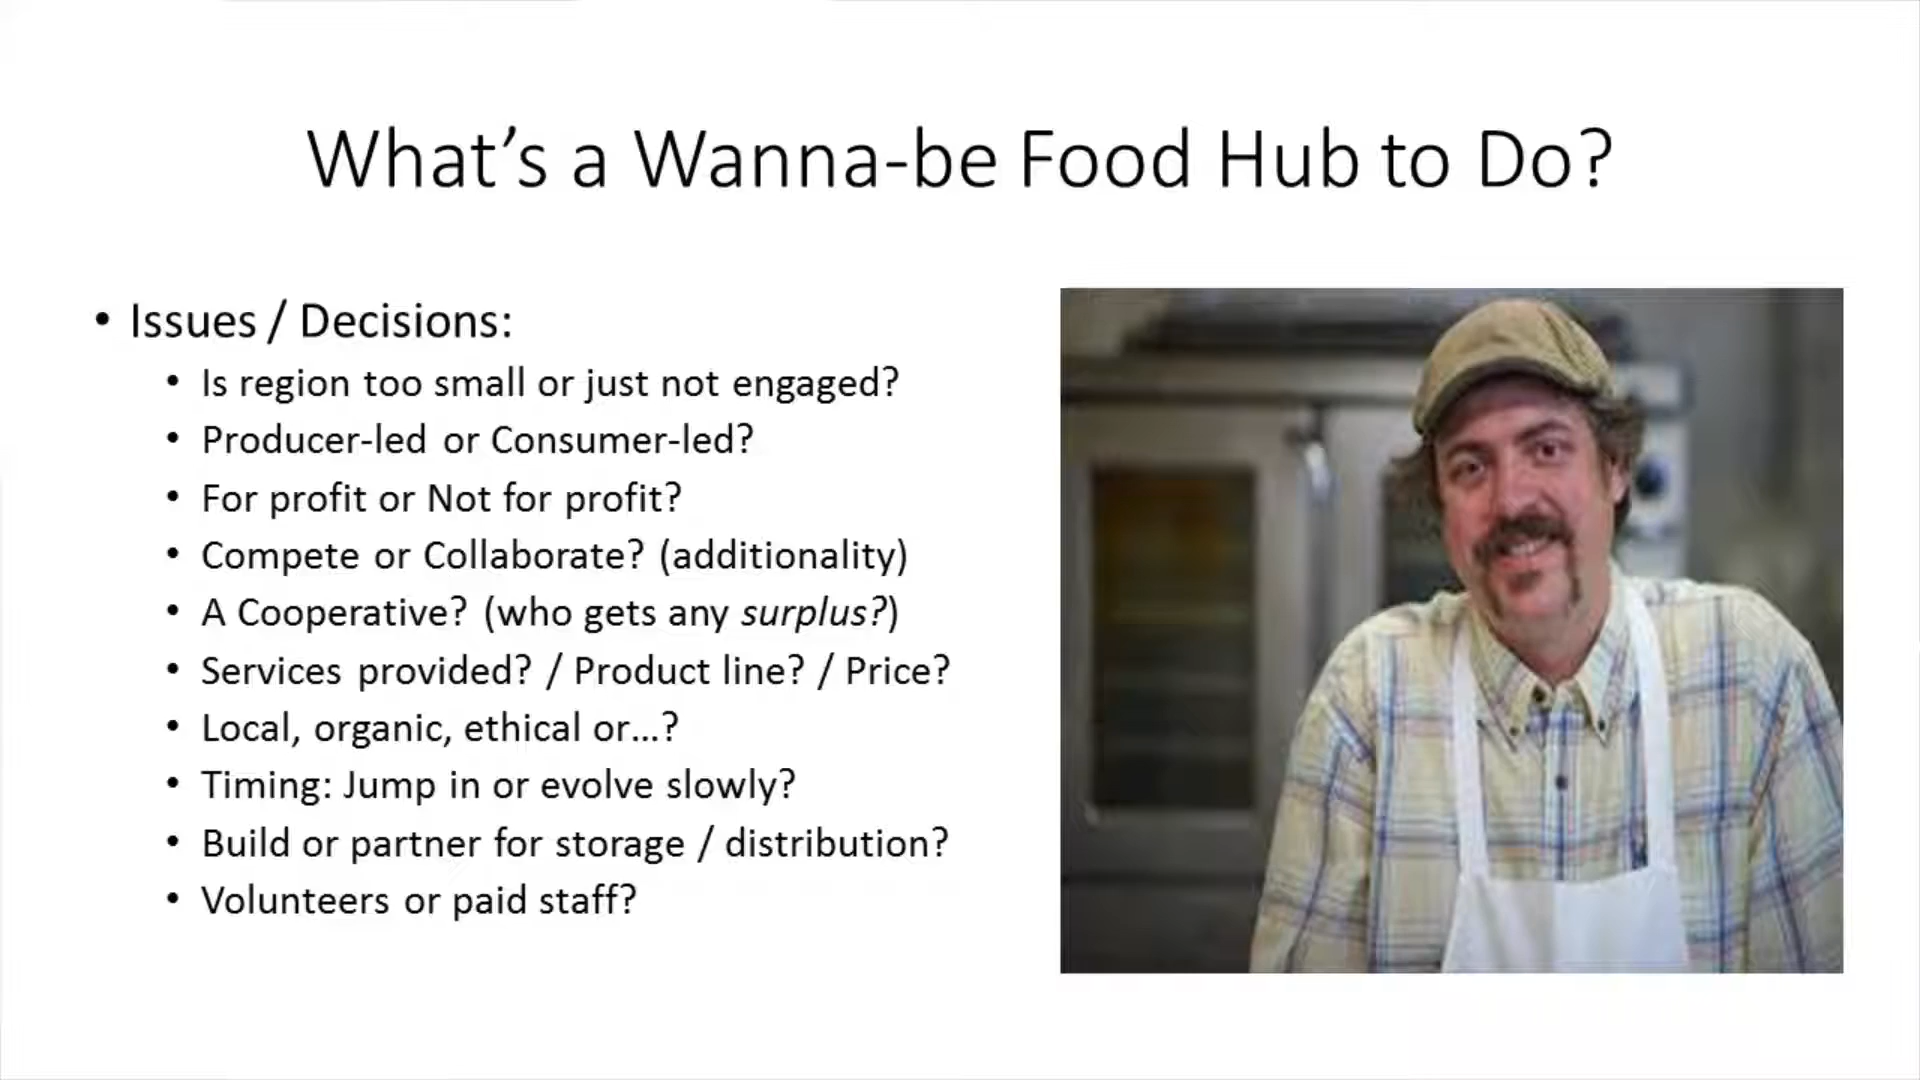 What's a Wanna-be Food Hub to Do?
• Issues / Decisions:
• Is region too small or just not engaged?
• Producer-led or Consumer-led?
• For profit or Not for profit?
• Compete or Collaborate? (additionality)
• A Cooperative? (who gets any surplus?)
• Services provided? / Product line? / Price?
• Local, organic, ethical or...?
• Timing: Jump in or evolve slowly?
• Build or partner for storage / distribution?
• Volunteers or paid staff?